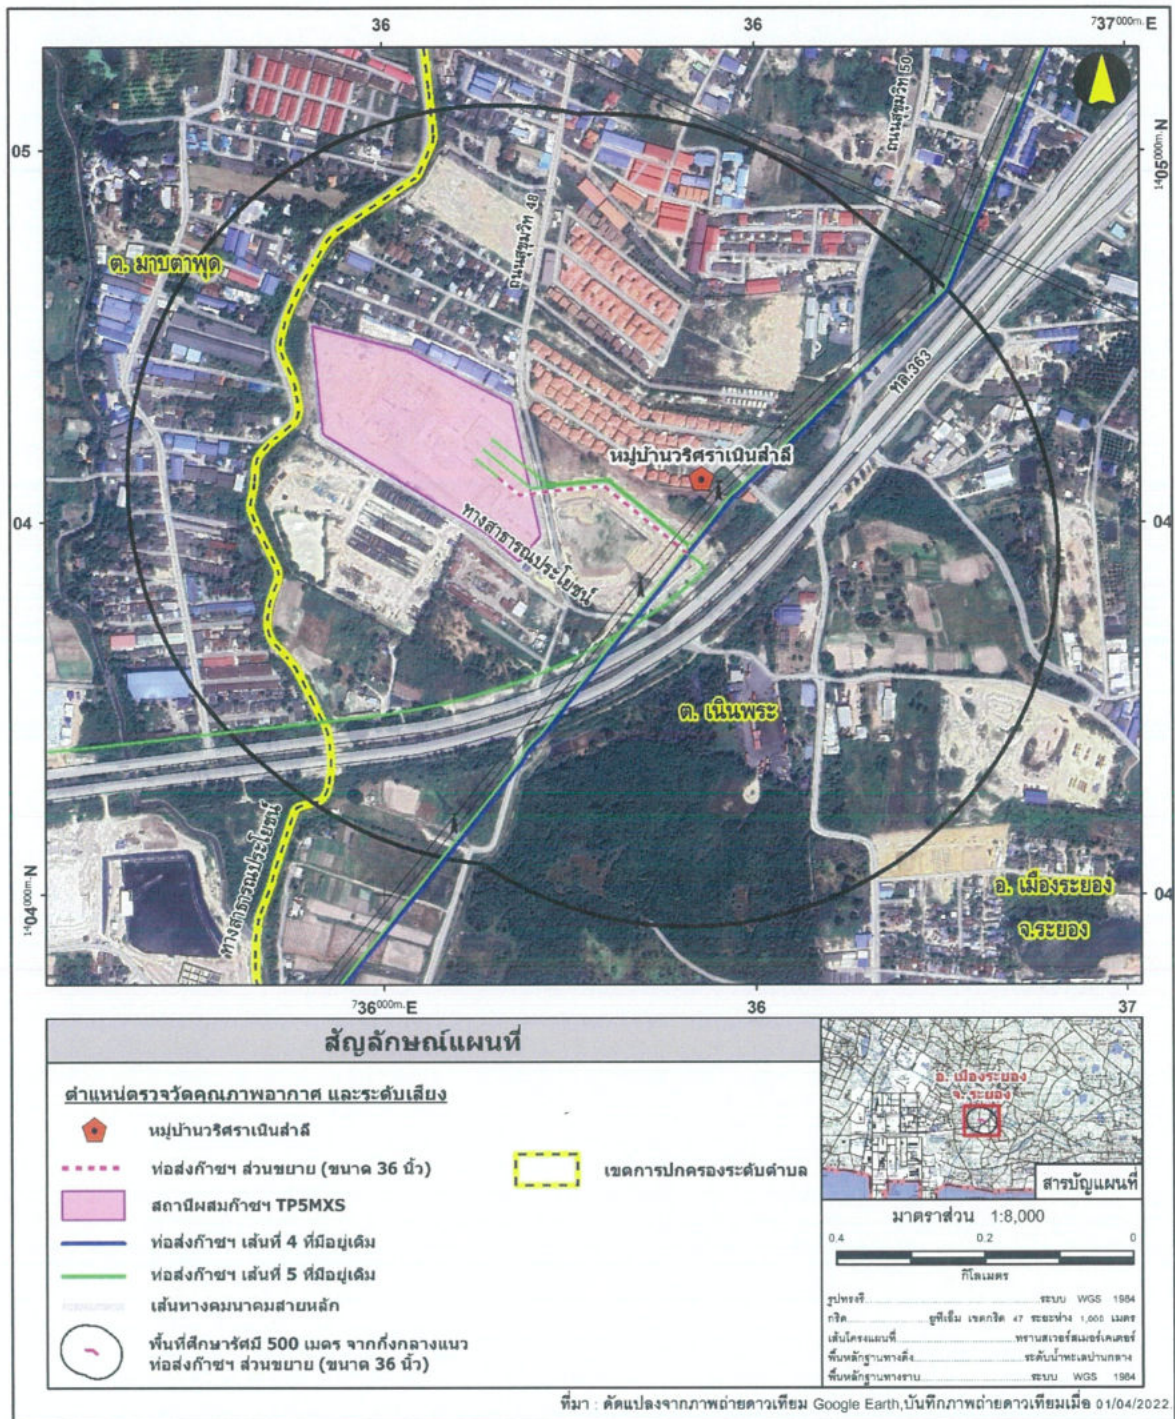 36 36 737000m. E
05 1405000m. N
ถนนสุขุมวิท 50
ถนนสุขุมวิท 48
ต. มาบตาพุด
ทล.363
หมู่บ้านวริศราเนินสำลี
04 04
ทางสาธารณประโยชน์
ต. เนินพระ
ทางสาธารณประโยชน์
1404000m. N 04
อ. เมืองระยอง
จ.ระยอง
736000m. E 36 37
สัญลักษณ์แผนที่
ตำแหน่งตรวจวัดคุณภาพอากาศ และระดับเสียง
หมู่บ้านวริศราเนินสำลี
ท่อส่งก๊าซฯ ส่วนขยาย (ขนาด 36 นิ้ว)
สถานีผสมก๊าซฯ TP5MXS
ท่อส่งก๊าซฯ เส้นที่ 4 ที่มีอยู่เดิม
ท่อส่งก๊าซฯ เส้นที่ 5 ที่มีอยู่เดิม
เส้นทางคมนาคมสายหลัก
พื้นที่ศึกษารัศมี 500 เมตร จากกึ่งกลางแนว
ท่อส่งก๊าซฯ ส่วนขยาย (ขนาด 36 นิ้ว)
เขตการปกครองระดับตำบล
อ. เมืองระยอง
จ. ระยอง
สารบัญแผนที่
มาตราส่วน 1:8,000
0.4 0.2 0
กิโลเมตร
รูปทรงรี ระบบ WGS 1984
กริด ยูทีเอ็ม เขตกริด 47 ระยะห่าง 1,000 เมตร
เส้นโครงแผนที่ ทรานสเวอร์สเมอร์เคเตอร์
พื้นหลักฐานทางดิ่ง ระดับน้ำทะเลปานกลาง
พื้นหลักฐานทางราบ ระบบ WGS 1984
ที่มา : ดัดแปลงจากภาพถ่ายดาวเทียม Google Earth,บันทึกภาพถ่ายดาวเทียมเมื่อ 01/04/2022